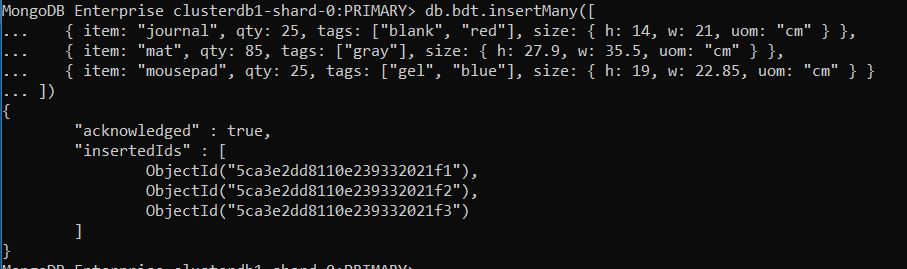 MongoDB Enterprise clusterdb1-shard-0:PRIMARY> db.bdt.insertMany([
...     { item: "journal", qty: 25, tags: ["blank", "red"], size: { h: 14, w: 21, uom: "cm" } },
...     { item: "mat", qty: 85, tags: ["gray"], size: { h: 27.9, w: 35.5, uom: "cm" } },
...     { item: "mousepad", qty: 25, tags: ["gel", "blue"], size: { h: 19, w: 22.85, uom: "cm" } }
... ])
{
        "acknowledged" : true,
        "insertedIds" : [
                ObjectId("5ca3e2dd8110e239332021f1"),
                ObjectId("5ca3e2dd8110e239332021f2"),
                ObjectId("5ca3e2dd8110e239332021f3")
        ]
}
MongoDB Enterprise clusterdb1-shard-0:PRIMARY>